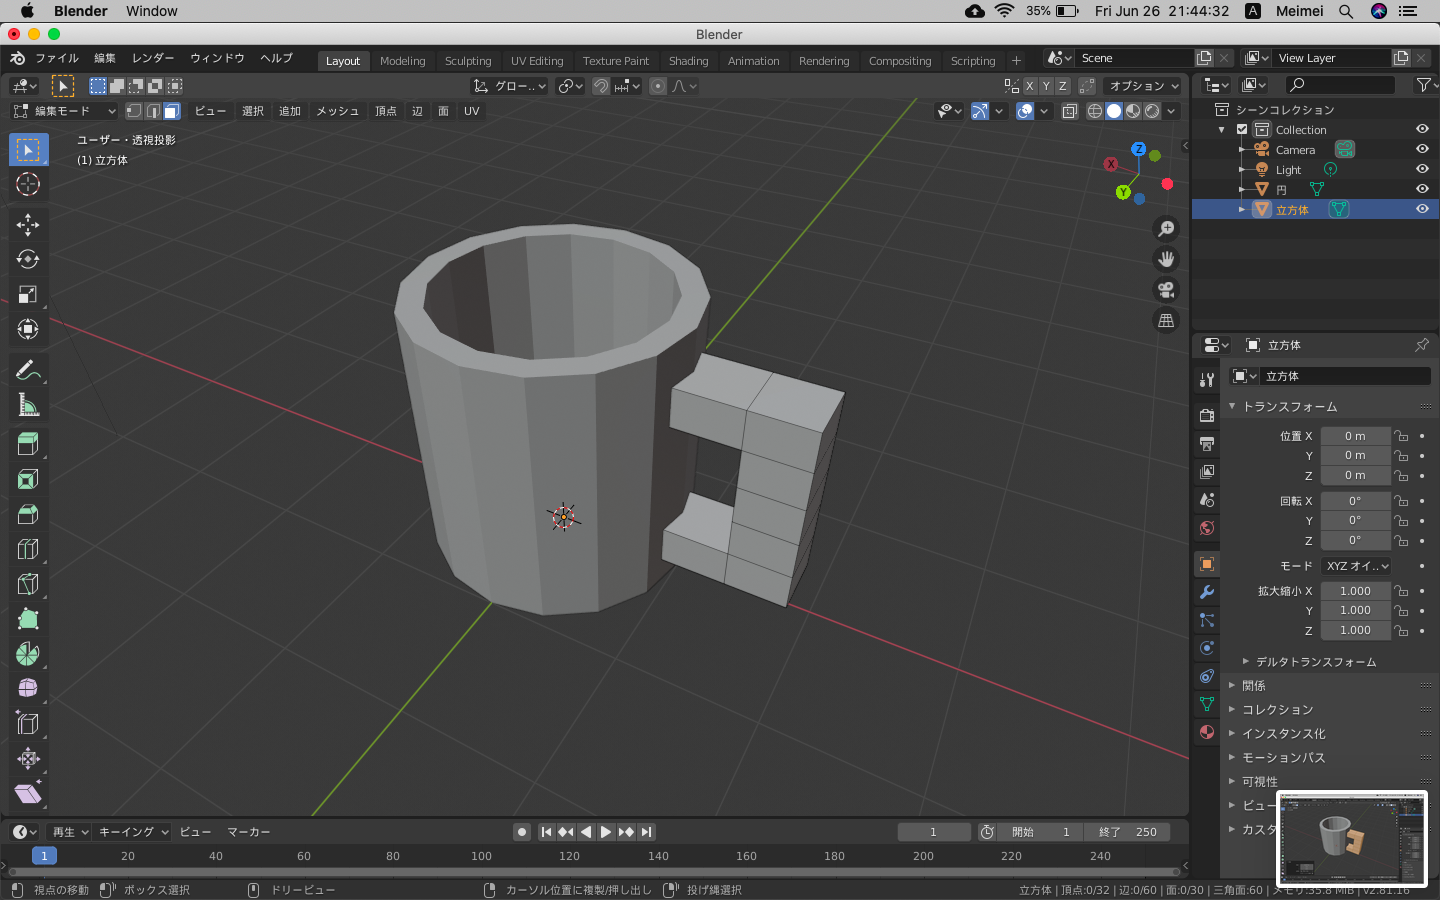 Blender Window 35% Fri Jun 26 21:44:32 A Meimei
Blender
ファイル 編集 レンダー ウィンドウ ヘルプ Layout Modeling Sculpting UV Editing Texture Paint Shading Animation Rendering Compositing Scripting + Scene View Layer
グロー.. X Y Z オプション
編集モード ビュー 選択 追加 メッシュ 頂点 辺 面 UV
ユーザー・透視投影
(1) 立方体
Z
X
Y
シーンコレクション
Collection
Camera
Light
円
立方体
立方体
立方体
トランスフォーム
位置 X 0 m
Y 0 m
Z 0 m
回転 X 0°
Y 0°
Z 0°
モード XYZ オイ..
拡大縮小 X 1.000
Y 1.000
Z 1.000
デルタトランスフォーム
関係
コレクション
インスタンス化
モーションパス
可視性
ビュー
カスタ
再生 キーイング ビュー マーカー 1 開始 1 終了 250
1 20 40 60 80 100 120 140 160 180 200 220 240
視点の移動 ボックス選択 ドリービュー カーソル位置に複製/押し出し 投げ縄選択 立方体 | 頂点:0/32 | 辺:0/60 | 面:0/30 | 三角面:60 | メモリ:35.8 MiB | v2.81.16